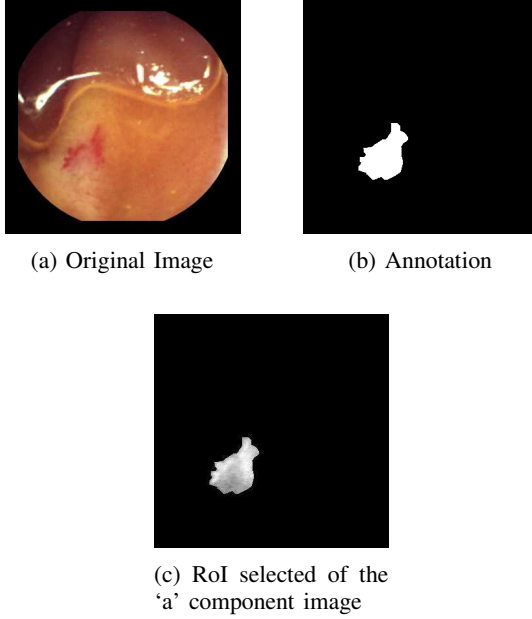 (a) Original Image
(b) Annotation
(c) RoI selected of the
‘a’ component image